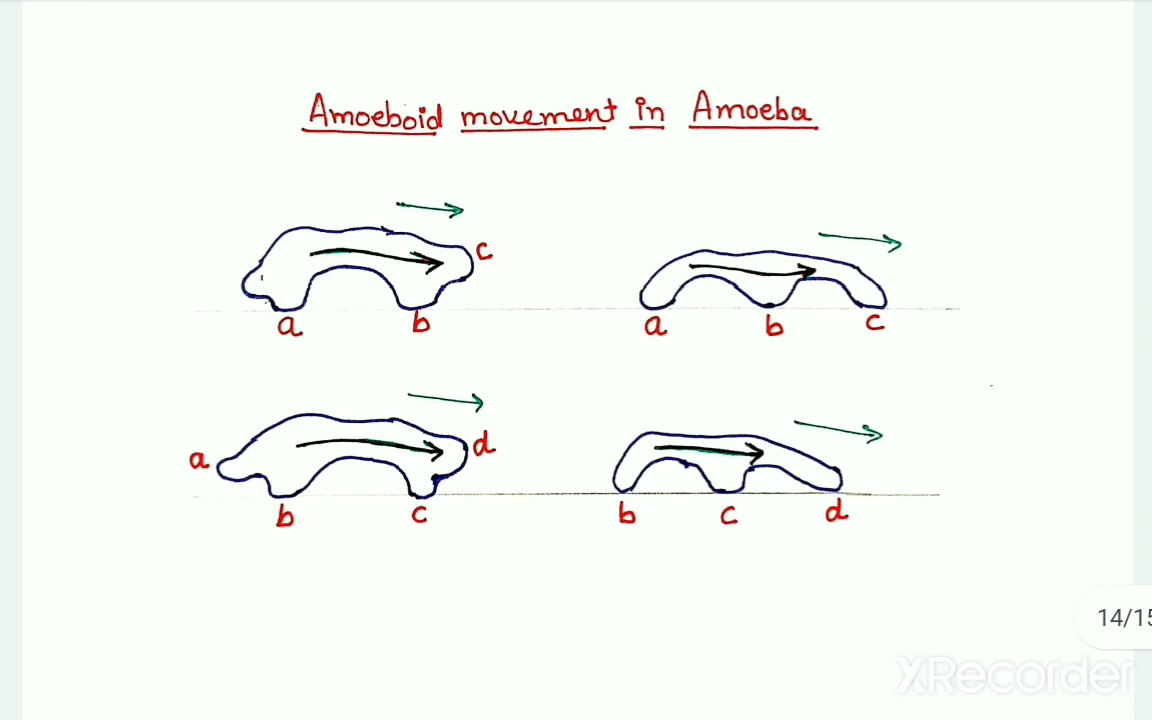 Amoeboid movement in Amoeba
c
a b
a b c
a d
b c
b c d
14/15
XRecorder